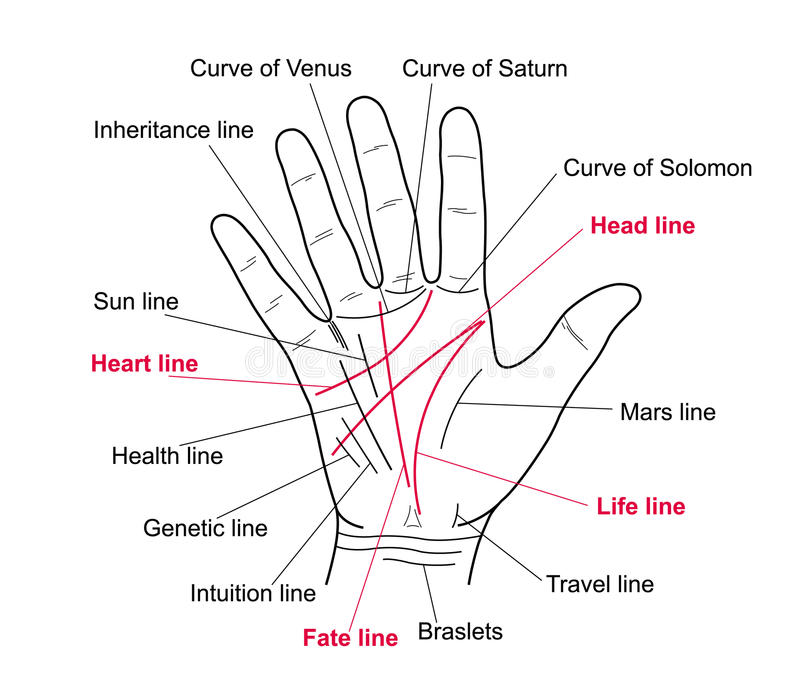 Curve of Venus
Curve of Saturn
Inheritance line
Curve of Solomon
Head line
Sun line
Heart line
Mars line
Health line
Life line
Genetic line
Travel line
Intuition line
Braslets
Fate line
dreamstime